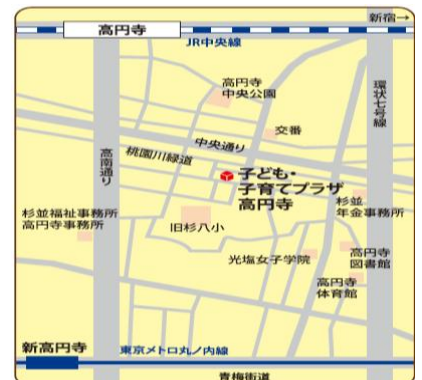 新宿→
高円寺
JR中央線
高円寺
中央公園
環状七号線
交番
中央通り
桃園川緑道
高南通り
子ども・
子育てプラザ
高円寺
杉並
年金事務所
杉並福祉事務所
高円寺事務所
旧杉八小
光塩女子学院
高円寺
図書館
高円寺
体育館
新高円寺
東京メトロ丸ノ内線
青梅街道